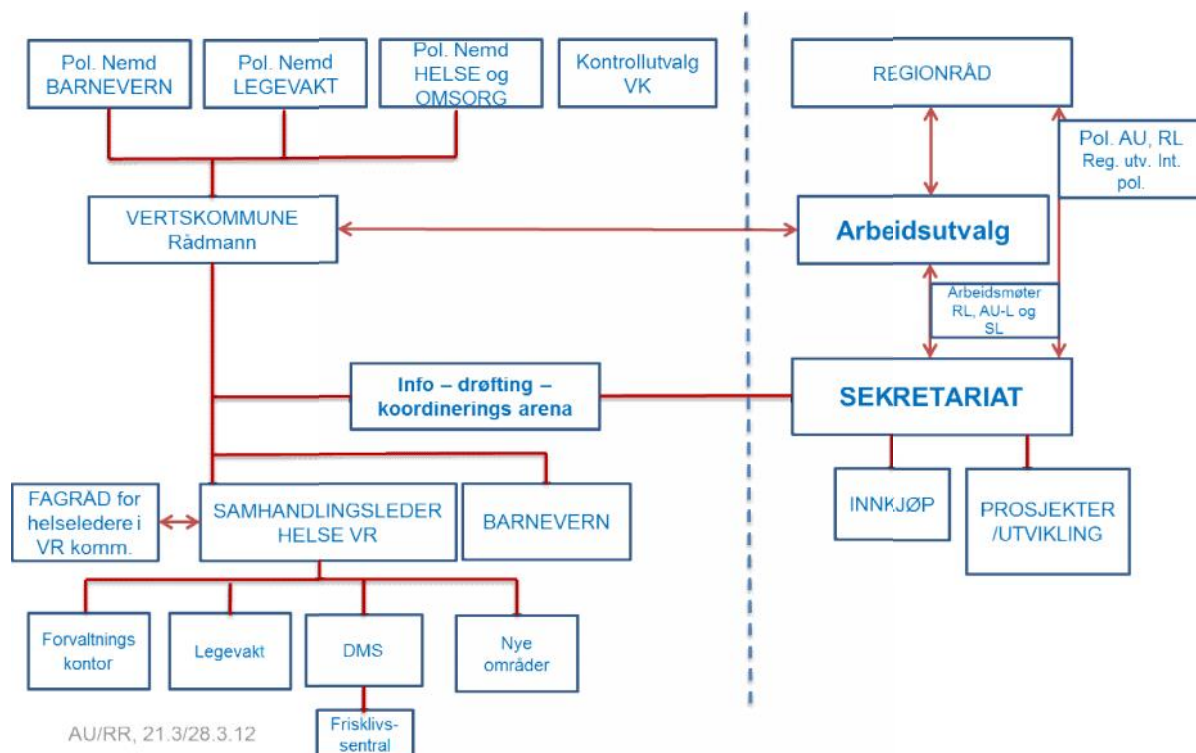 Pol. Nemd
BARNEVERN
Pol. Nemd
LEGEVAKT
Pol. Nemd
HELSE og
OMSORG
Kontrollutvalg
VK
REGIONRÅD
Pol. AU, RL
Reg. utv. Int.
pol.
VERTSKOMMUNE
Rådmann
Arbeidsutvalg
Arbeidsmøter
RL, AU-L og
SL
Info – drøfting –
koordinerings arena
SEKRETARIAT
INNKJØP
PROSJEKTER
/UTVIKLING
FAGRÅD for
helseledere i
VR komm.
SAMHANDLINGSLEDER
HELSE VR
BARNEVERN
Forvaltnings
kontor
Legevakt
DMS
Nye
områder
Frisklivs-
sentral
AU/RR, 21.3/28.3.12